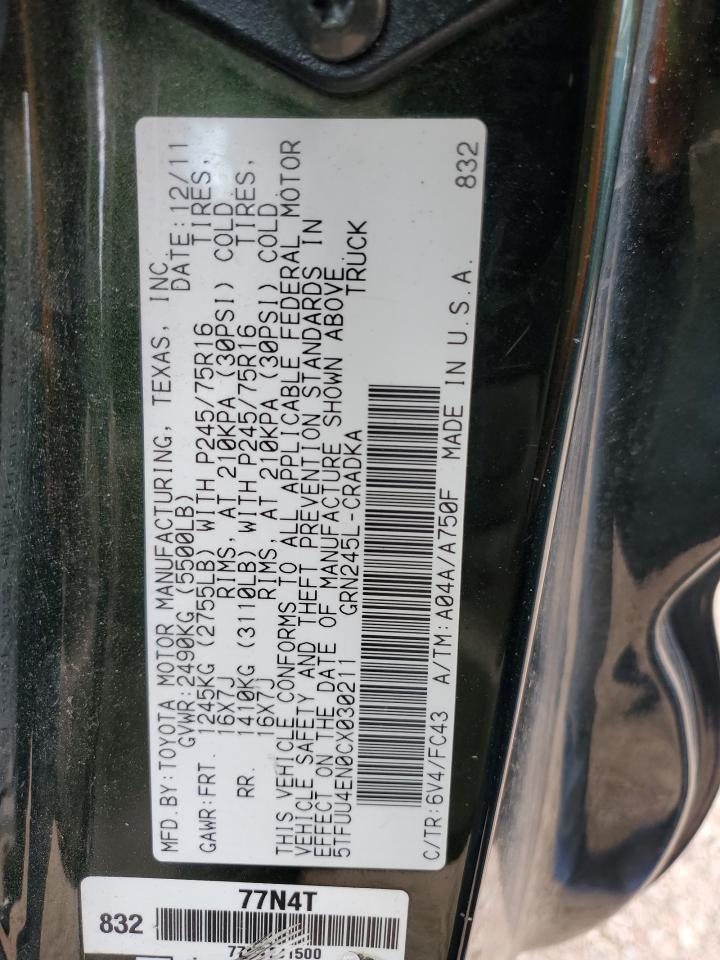 MFD.BY:TOYOTA MOTOR MANUFACTURING, TEXAS, INC.
GVWR:2490KG (5500LB) DATE:12/11
GAWR:FRT. 1245KG (2755LB) WITH P245/75R16 TIRES,
16X7J RIMS, AT 210KPA (30PSI) COLD
RR. 1410KG (3110LB) WITH P245/75R16 TIRES,
16X7J RIMS, AT 210KPA (30PSI) COLD
THIS VEHICLE CONFORMS TO ALL APPLICABLE FEDERAL MOTOR
VEHICLE SAFETY AND THEFT PREVENTION STANDARDS IN
EFFECT ON THE DATE OF MANUFACTURE SHOWN ABOVE.
5TFUU4EN0CX030211 GRN245L-CRADKA TRUCK
C/TR:6V4/FC43 A/TM:A04A/A750F MADE IN U.S.A. 832
77N4T
832